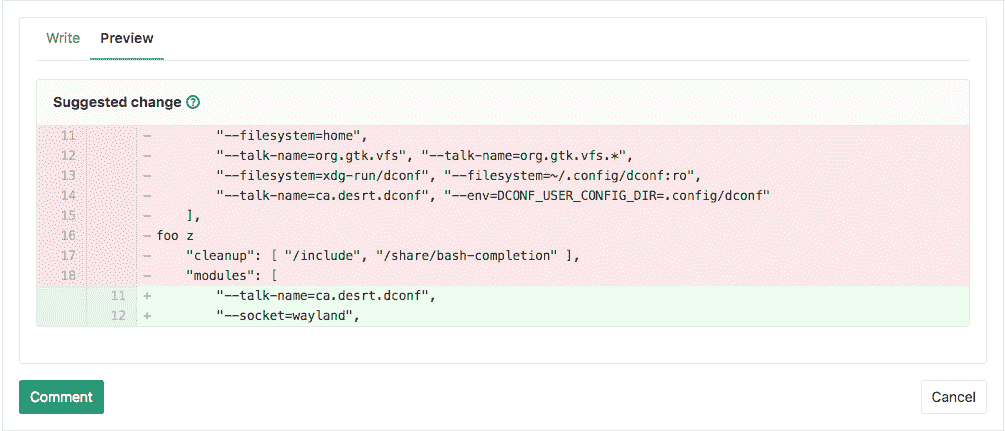 Write Preview
Suggested change ?
11 - "--filesystem=home",
12 - "--talk-name=org.gtk.vfs", "--talk-name=org.gtk.vfs.*",
13 - "--filesystem=xdg-run/dconf", "--filesystem=~/.config/dconf:ro",
14 - "--talk-name=ca.desrt.dconf", "--env=DCONF_USER_CONFIG_DIR=.config/dconf"
15 - ],
16 - foo z
17 - "cleanup": [ "/include", "/share/bash-completion" ],
18 - "modules": [
11 + "--talk-name=ca.desrt.dconf",
12 + "--socket=wayland",
Comment Cancel